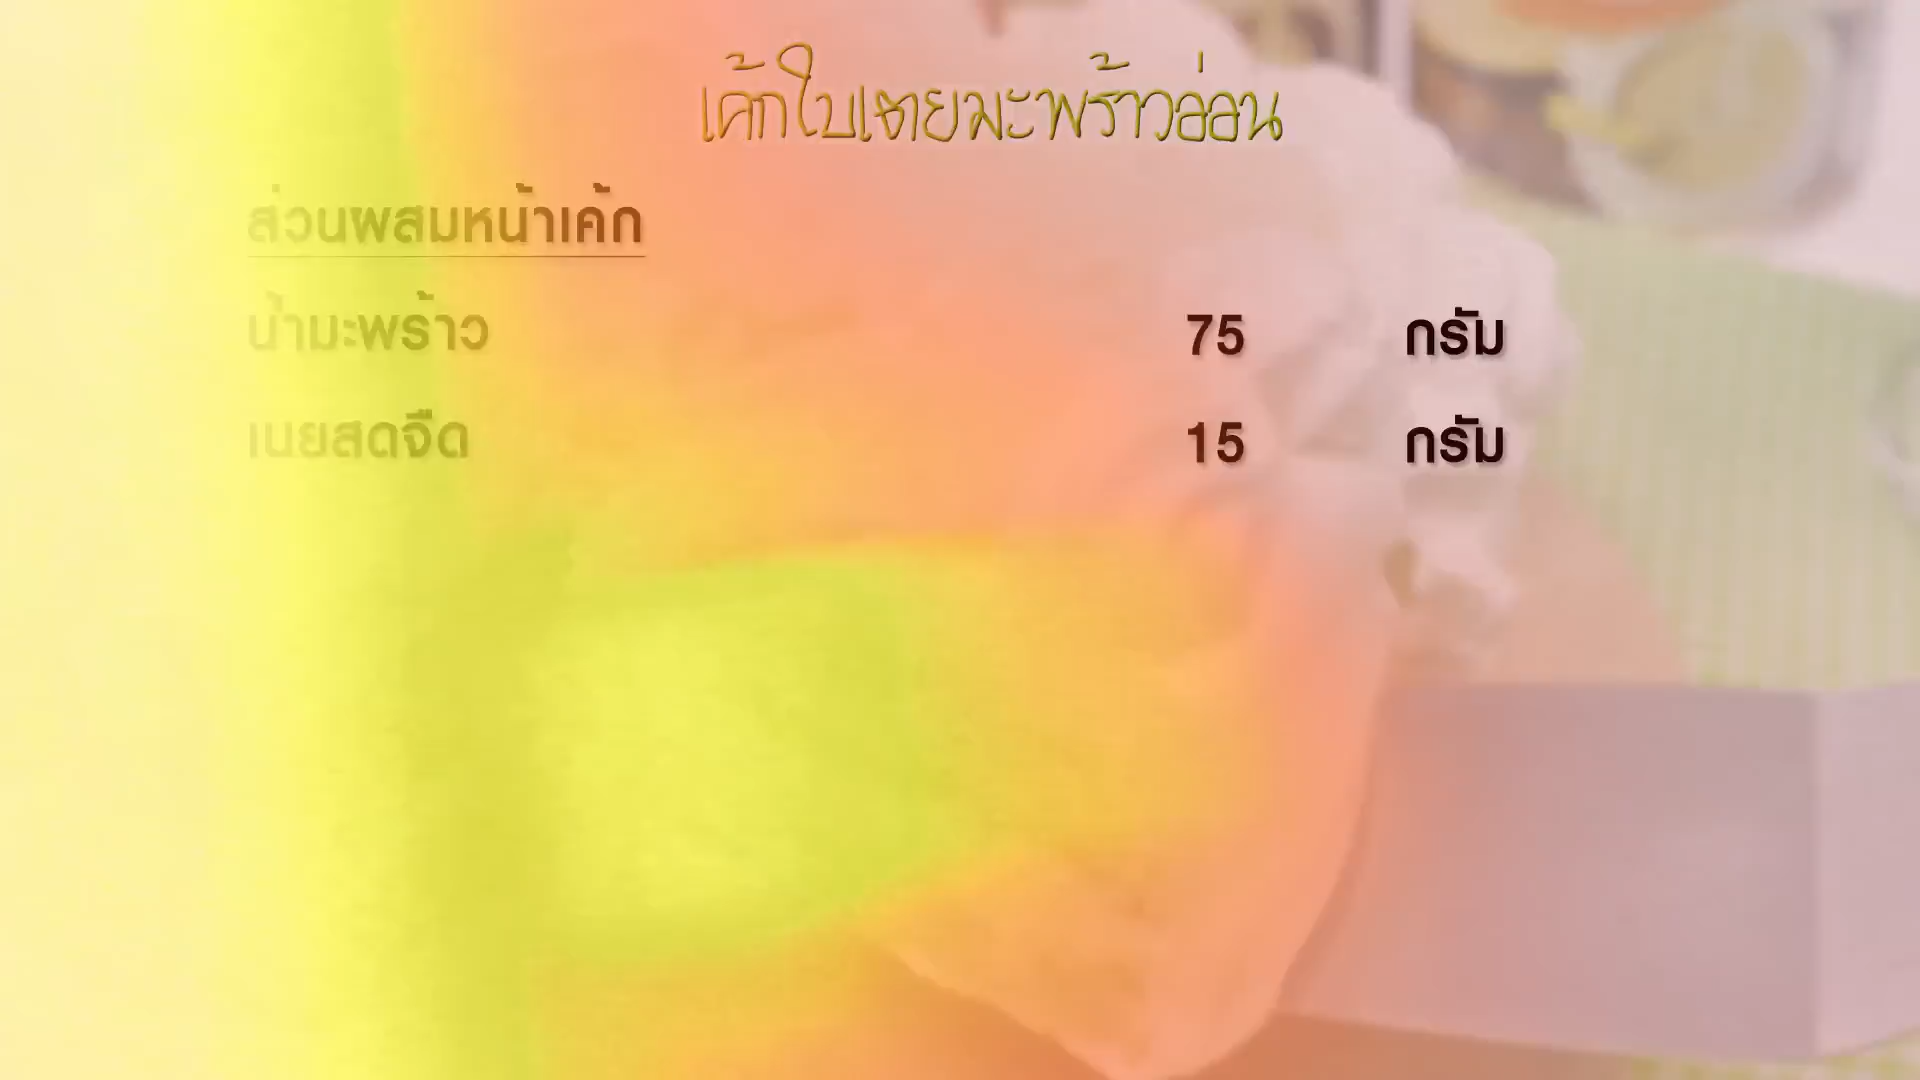 เค้กใบเตยมะพร้าวอ่อน
ส่วนผสมหน้าเค้ก
น้ำมะพร้าว 75 กรัม
เนยสดจืด 15 กรัม